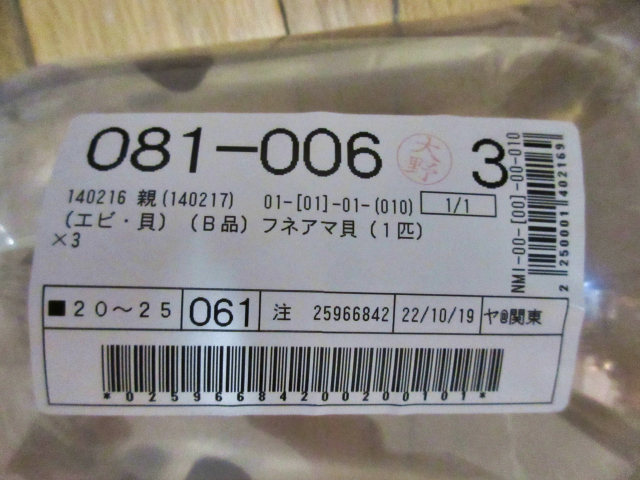 081-006 大野 3
140216 親(140217) 01-[01]-01-(010) 1/1
(エビ・貝) (B品)フネアマ貝(1匹)
×3
■20~25 061 注 25966842 22/10/19 ヤ@関東
*02596684200200101*
NMI-00-[00]-00-010
2 250001 402169